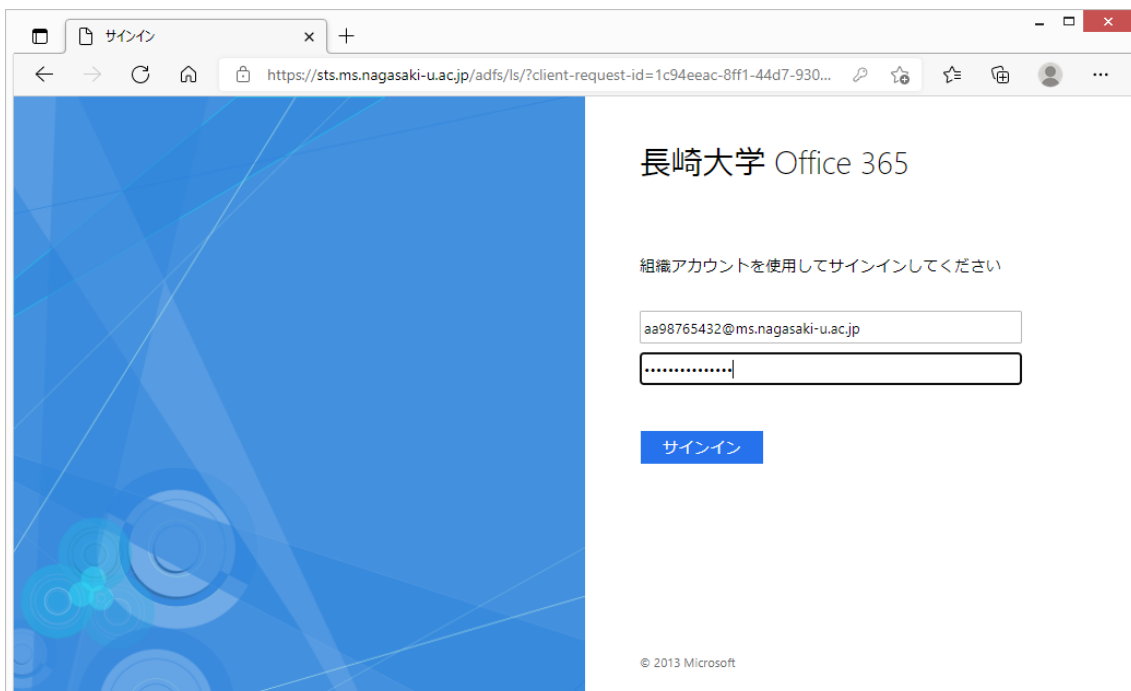 サインイン
https://sts.ms.nagasaki-u.ac.jp/adfs/ls/?client-request-id=1c94eeac-8ff1-44d7-930...
長崎大学 Office 365
組織アカウントを使用してサインインしてください
aa98765432@ms.nagasaki-u.ac.jp
•••••••••••••••
サインイン
© 2013 Microsoft